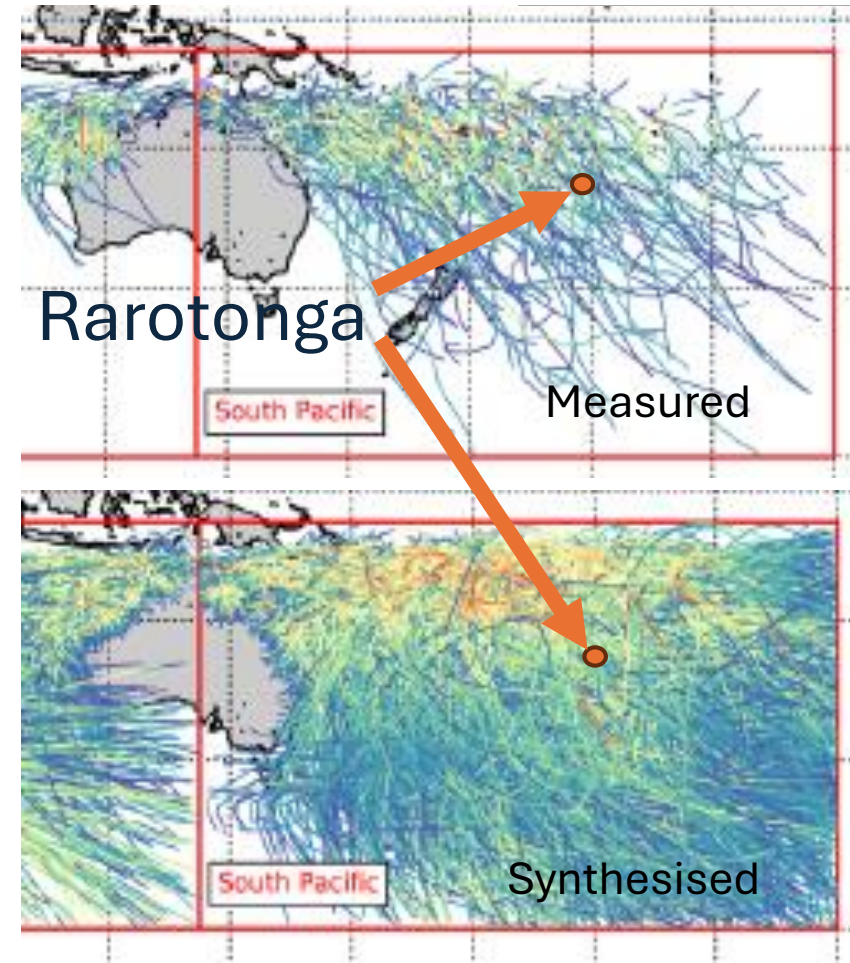 Rarotonga
South Pacific
Measured
South Pacific
Synthesised